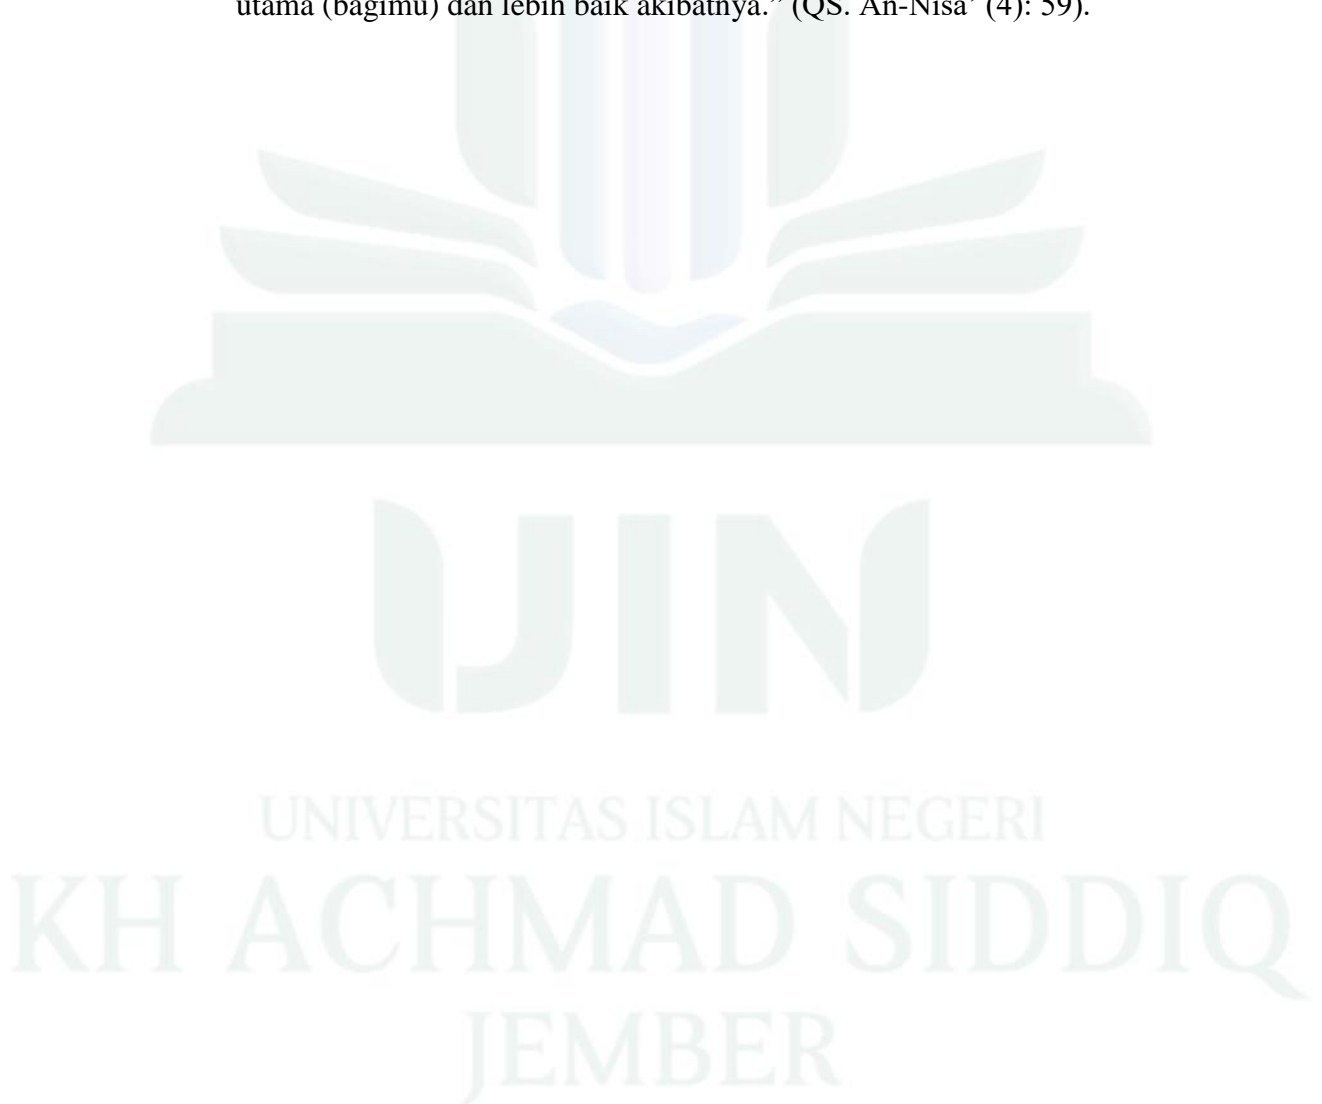 utama (bagimu) dan lebih baik akibatnya.” (QS. An-Nisa’ (4): 59).
UIN
UNIVERSITAS ISLAM NEGERI
KH ACHMAD SIDDIQ
JEMBER